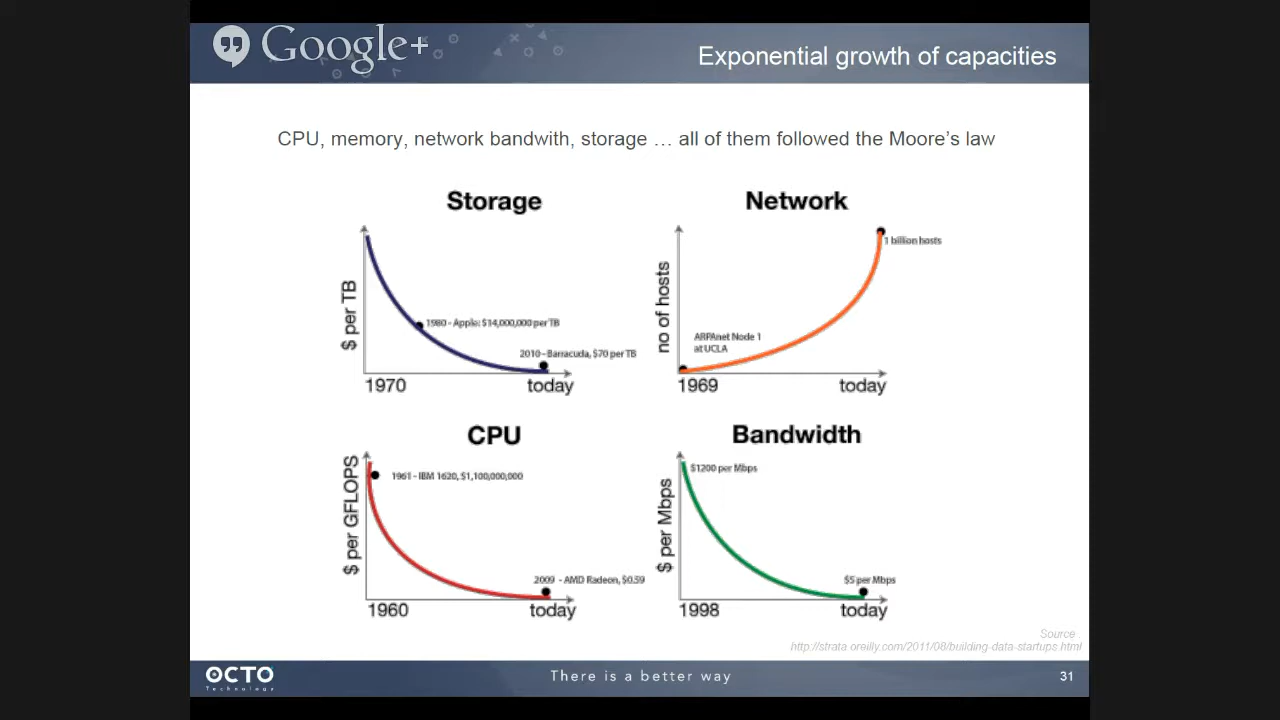 Google+
Exponential growth of capacities
CPU, memory, network bandwith, storage … all of them followed the Moore's law
Storage
$ per TB
1980 - Apple: $14,000,000 per TB
2010 - Barracuda, $70 per TB
1970
today
Network
no of hosts
1 billion hosts
ARPAnet Node 1
at UCLA
1969
today
CPU
$ per GFLOPS
1961 - IBM 1620, $1,100,000,000
2009 - AMD Radeon, $0.59
1960
today
Bandwidth
$ per Mbps
$1200 per Mbps
$5 per Mbps
1998
today
Source :
http://strata.oreilly.com/2011/08/building-data-startups.html
OCTO
Technology
There is a better way
31